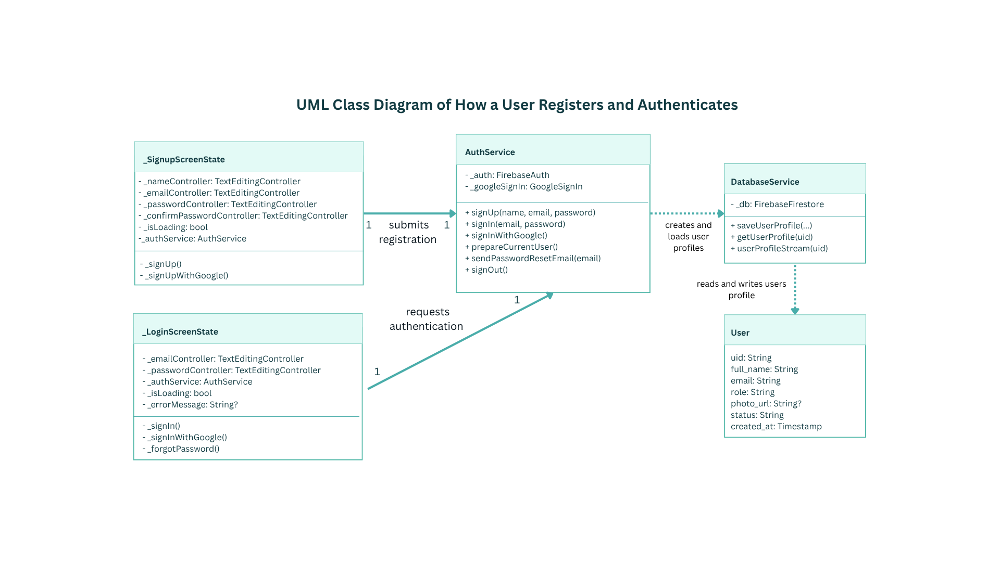 UML Class Diagram of How a User Registers and Authenticates
_SignupScreenState
- _nameController: TextEditingController
- _emailController: TextEditingController
- _passwordController: TextEditingController
- _confirmPasswordController: TextEditingController
- _isLoading: bool
-_authService: AuthService
- _signUp()
- _signUpWithGoogle()
1
submits
registration
1
AuthService
- _auth: FirebaseAuth
- _googleSignIn: GoogleSignIn
+ signUp(name, email, password)
+ signIn(email, password)
+ signInWithGoogle()
+ prepareCurrentUser()
+ sendPasswordResetEmail(email)
+ signOut()
creates and
loads user
profiles
DatabaseService
- _db: FirebaseFirestore
+ saveUserProfile(...)
+ getUserProfile(uid)
+ userProfileStream(uid)
reads and writes users
profile
_LoginScreenState
- _emailController: TextEditingController
- _passwordController: TextEditingController
- _authService: AuthService
- _isLoading: bool
- _errorMessage: String?
- _signIn()
- _signInWithGoogle()
- _forgotPassword()
1
requests
authentication
1
User
uid: String
full_name: String
email: String
role: String
photo_url: String?
status: String
created_at: Timestamp